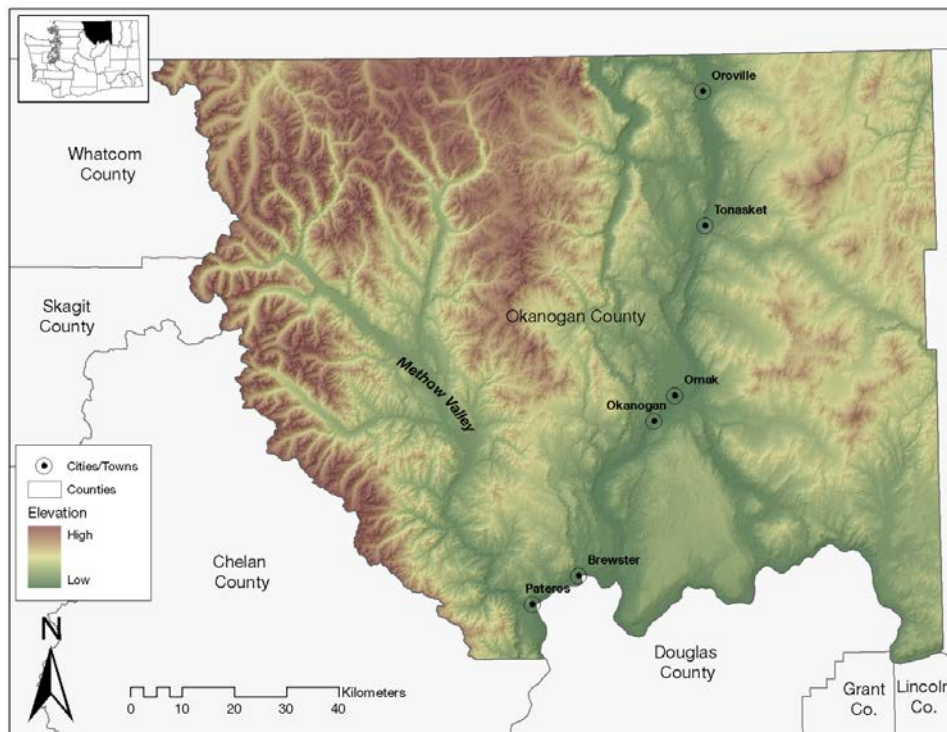 Oroville
Whatcom
County
Tonasket
Skagit
County
Okanogan County
Methow Valley
Omak
Okanogan
Cities/Towns
Counties
Elevation
High
Low
Chelan
County
Brewster
Pateros
N
Douglas
County
Kilometers
0 10 20 30 40
Grant
Co.
Lincoln
Co.